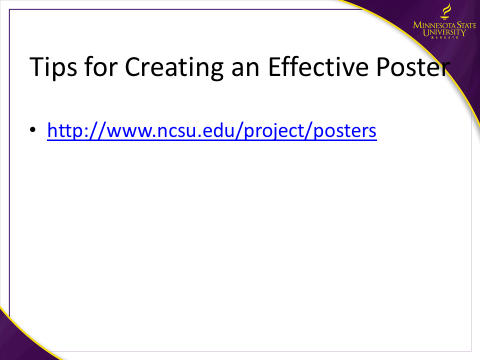 MINNESOTA STATE
UNIVERSITY
MANKATO
Tips for Creating an Effective Poster
• http://www.ncsu.edu/project/posters